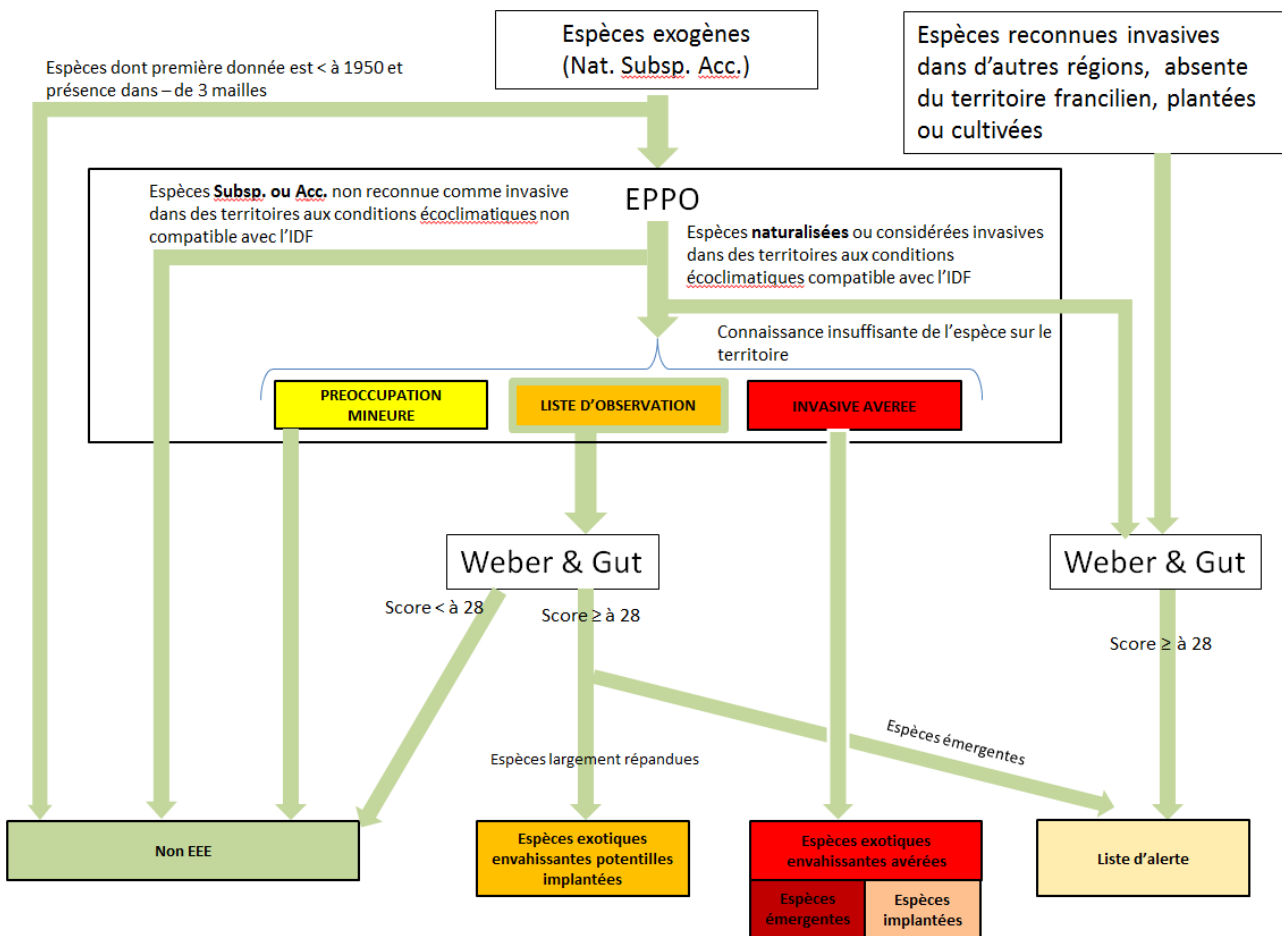 Espèces exogènes
(Nat. Subsp. Acc.)
Espèces reconnues invasives
dans d'autres régions, absente
du territoire francilien, plantées
ou cultivées
Espèces dont première donnée est < à 1950 et
présence dans – de 3 mailles
EPPO
Espèces Subsp. ou Acc. non reconnue comme invasive
dans des territoires aux conditions écoclimatiques non
compatible avec l'IDF
Espèces naturalisées ou considérées invasives
dans des territoires aux conditions
écoclimatiques compatible avec l'IDF
Connaissance insuffisante de l'espèce sur le
territoire
PREOCCUPATION
MINEURE
LISTE D'OBSERVATION
INVASIVE AVEREE
Weber & Gut
Weber & Gut
Score < à 28
Score ≥ à 28
Score ≥ à 28
Espèces largement répandues
Espèces émergentes
Non EEE
Espèces exotiques
envahissantes potentilles
implantées
Espèces exotiques
envahissantes avérées
Espèces
émergentes
Espèces
implantées
Liste d'alerte